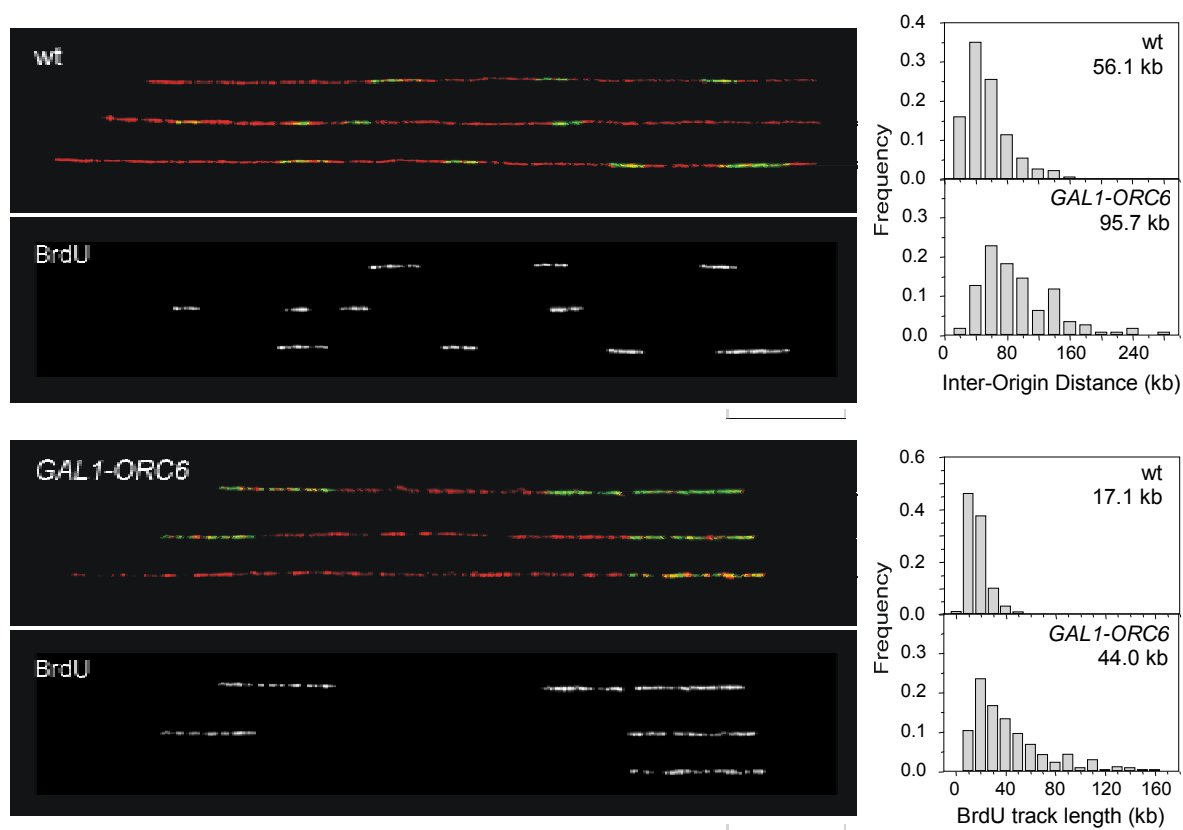 wt
BrdU
GAL1-ORC6
BrdU
0.4
0.3
0.2
0.1
0.0
wt
56.1 kb
Frequency
GAL1-ORC6
95.7 kb
0.3
0.2
0.1
0.0
0 80 160 240
Inter-Origin Distance (kb)
0.6
0.4
0.2
0.0
wt
17.1 kb
Frequency
GAL1-ORC6
44.0 kb
0.3
0.2
0.1
0.0
0 40 80 120 160
BrdU track length (kb)